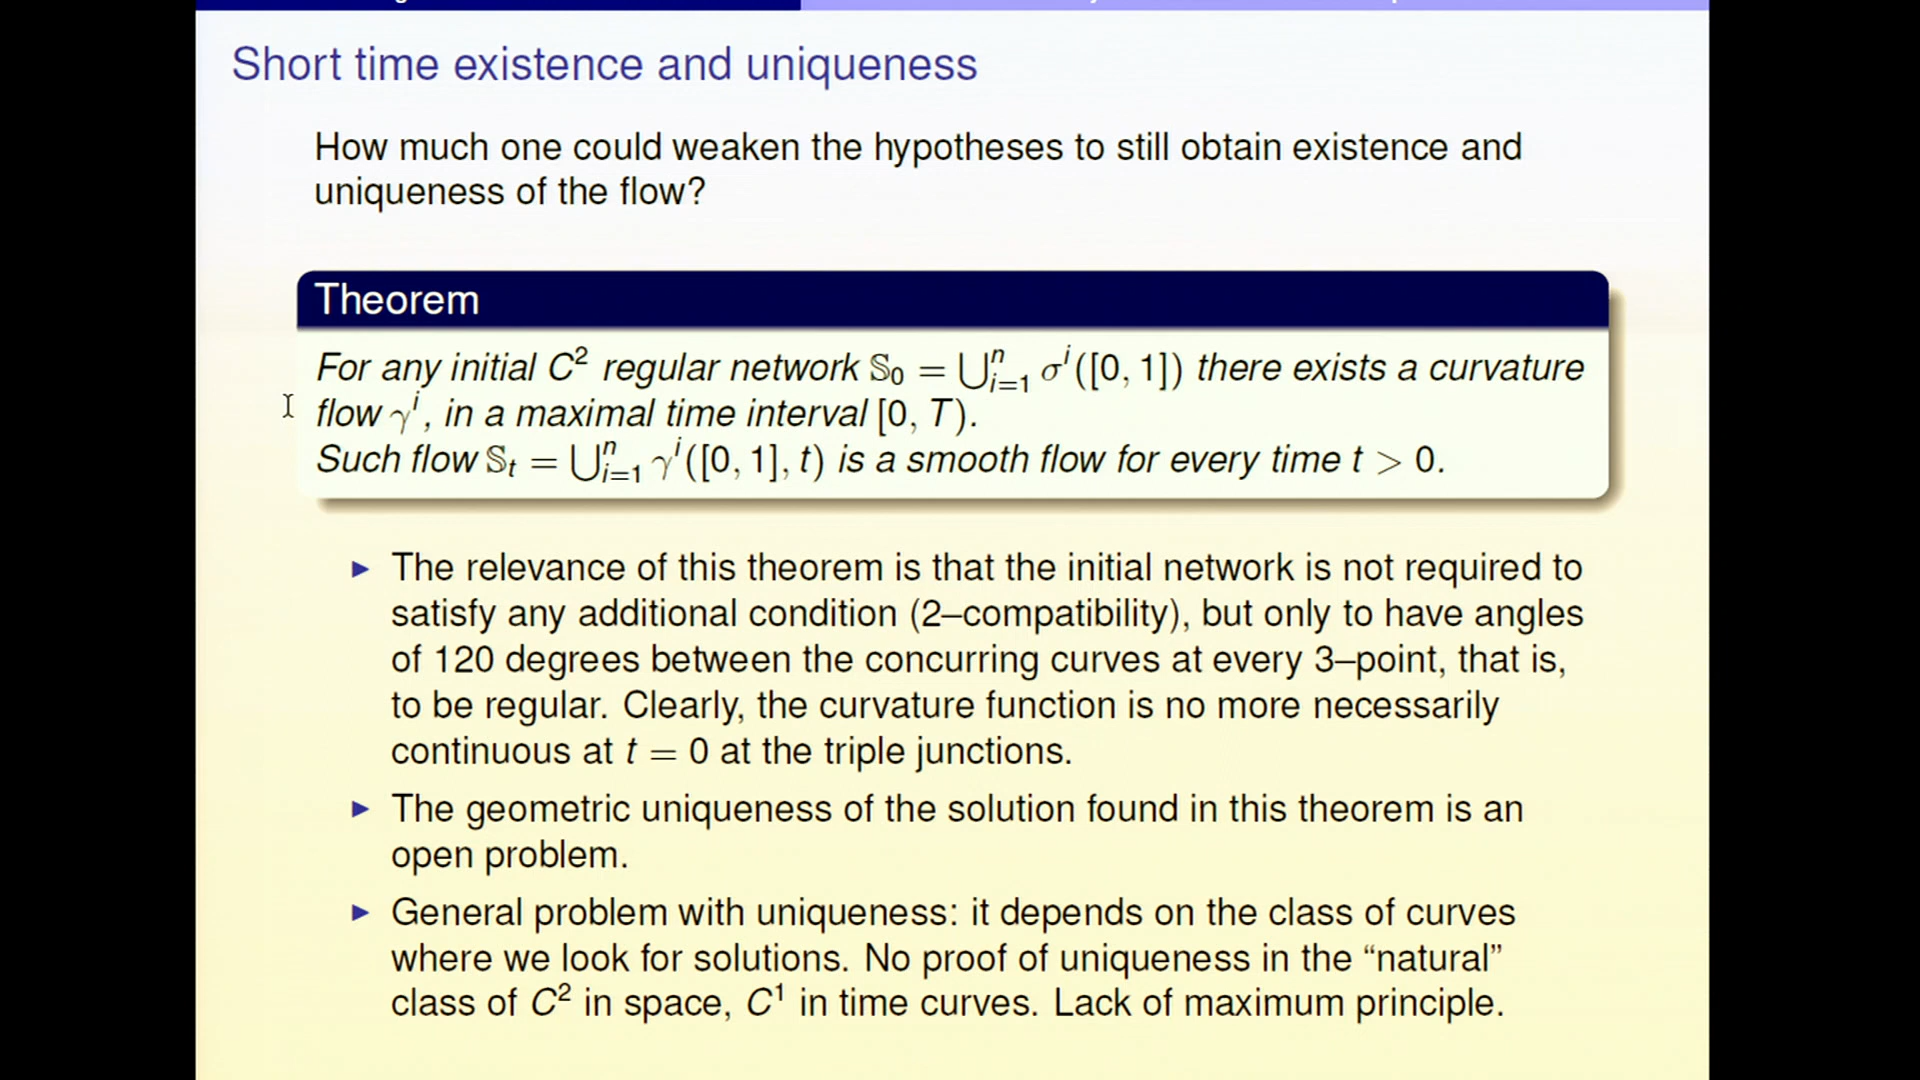 Short time existence and uniqueness
How much one could weaken the hypotheses to still obtain existence and
uniqueness of the flow?
Theorem
For any initial C² regular network 𝕊₀ = ⋃ⁿᵢ₌₁ σⁱ([0, 1]) there exists a curvature
flow γⁱ, in a maximal time interval [0, T).
Such flow 𝕊ₜ = ⋃ⁿᵢ₌₁ γⁱ([0, 1], t) is a smooth flow for every time t > 0.
▶ The relevance of this theorem is that the initial network is not required to
satisfy any additional condition (2–compatibility), but only to have angles
of 120 degrees between the concurring curves at every 3–point, that is,
to be regular. Clearly, the curvature function is no more necessarily
continuous at t = 0 at the triple junctions.
▶ The geometric uniqueness of the solution found in this theorem is an
open problem.
▶ General problem with uniqueness: it depends on the class of curves
where we look for solutions. No proof of uniqueness in the “natural”
class of C² in space, C¹ in time curves. Lack of maximum principle.